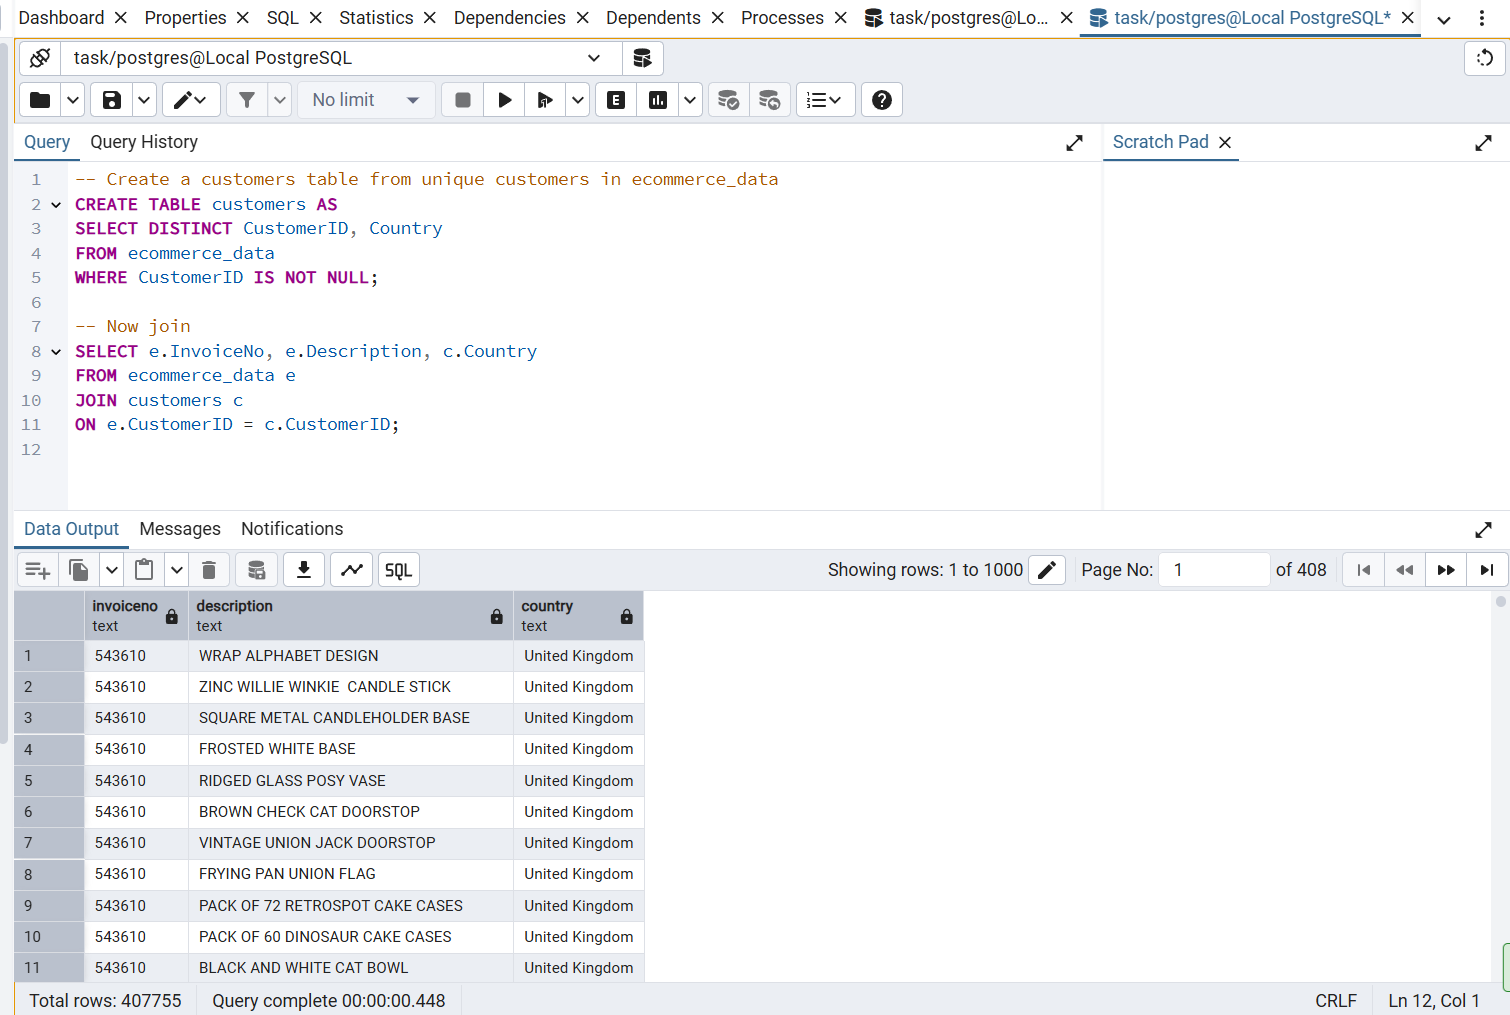 Dashboard Properties SQL Statistics Dependencies Dependents Processes task/postgres@Lo... task/postgres@Local PostgreSQL*
task/postgres@Local PostgreSQL
No limit E
Query Query History Scratch Pad
1 -- Create a customers table from unique customers in ecommerce_data
2 CREATE TABLE customers AS
3 SELECT DISTINCT CustomerID, Country
4 FROM ecommerce_data
5 WHERE CustomerID IS NOT NULL;
6
7 -- Now join
8 SELECT e.InvoiceNo, e.Description, c.Country
9 FROM ecommerce_data e
10 JOIN customers c
11 ON e.CustomerID = c.CustomerID;
12
Data Output Messages Notifications
SQL Showing rows: 1 to 1000 Page No: 1 of 408
invoiceno description country
text text text
1 543610 WRAP ALPHABET DESIGN United Kingdom
2 543610 ZINC WILLIE WINKIE  CANDLE STICK United Kingdom
3 543610 SQUARE METAL CANDLEHOLDER BASE United Kingdom
4 543610 FROSTED WHITE BASE United Kingdom
5 543610 RIDGED GLASS POSY VASE United Kingdom
6 543610 BROWN CHECK CAT DOORSTOP United Kingdom
7 543610 VINTAGE UNION JACK DOORSTOP United Kingdom
8 543610 FRYING PAN UNION FLAG United Kingdom
9 543610 PACK OF 72 RETROSPOT CAKE CASES United Kingdom
10 543610 PACK OF 60 DINOSAUR CAKE CASES United Kingdom
11 543610 BLACK AND WHITE CAT BOWL United Kingdom
Total rows: 407755 Query complete 00:00:00.448 CRLF Ln 12, Col 1